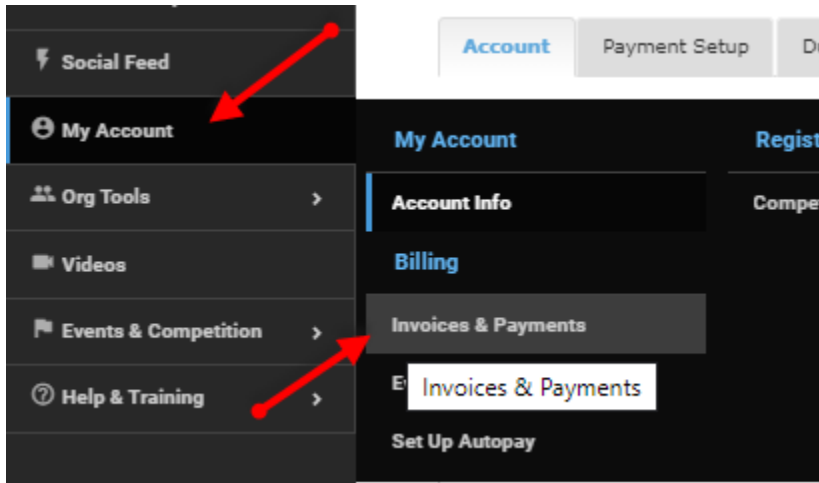 Social Feed
My Account
Org Tools
Videos
Events & Competition
Help & Training
Account
Payment Setup
My Account
Account Info
Billing
Invoices & Payments
Invoices & Payments
Set Up Autopay